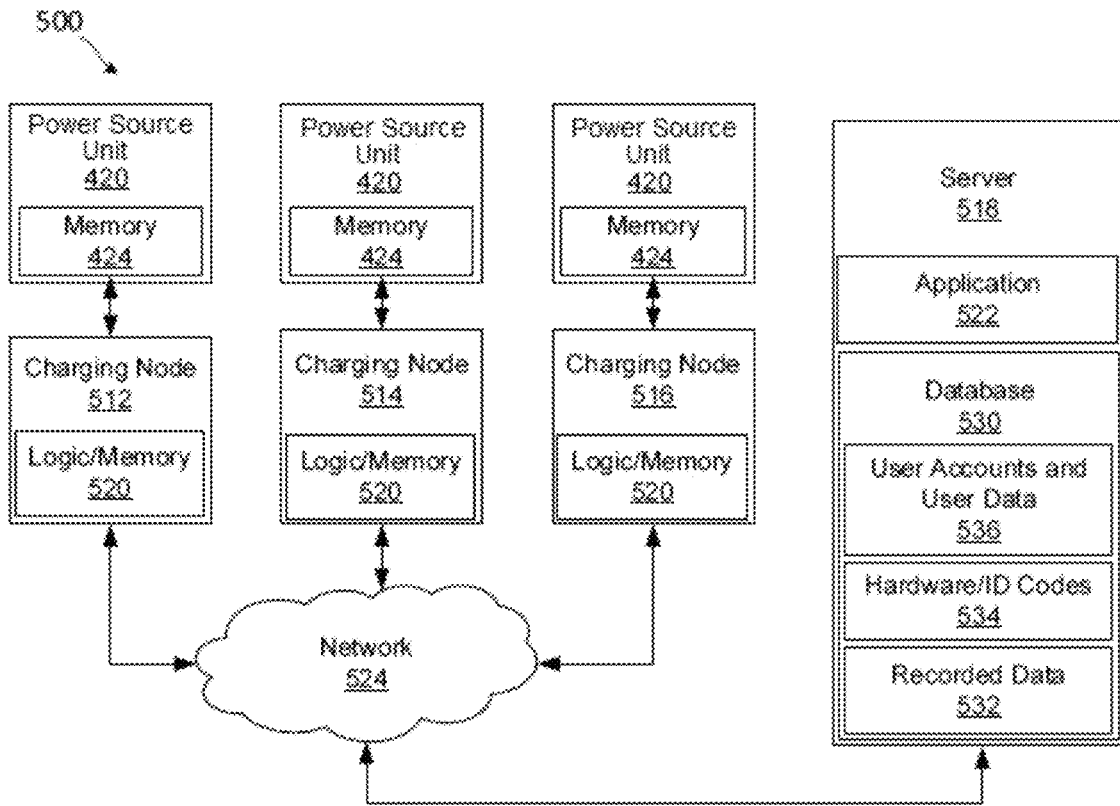 500
Power Source
Unit
420
Memory
424
Power Source
Unit
420
Memory
424
Power Source
Unit
420
Memory
424
Charging Node
512
Logic/Memory
520
Charging Node
514
Logic/Memory
520
Charging Node
516
Logic/Memory
520
Network
524
Server
518
Application
522
Database
530
User Accounts and
User Data
536
Hardware/ID Codes
534
Recorded Data
532